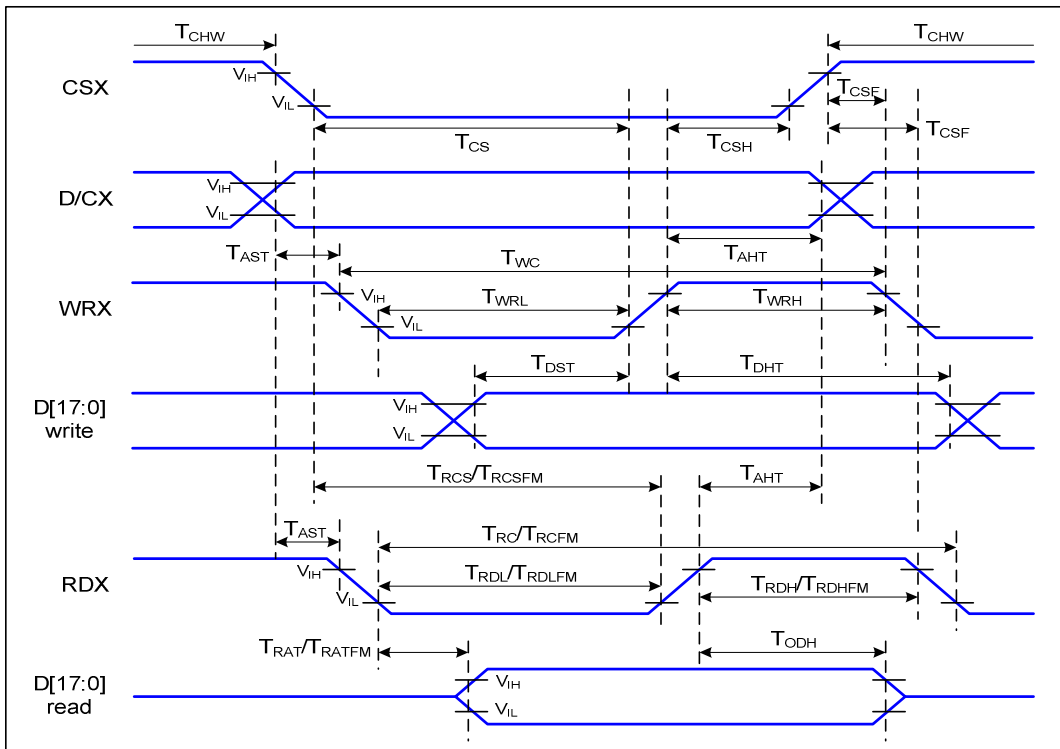 TCHW TCHW
CSX VIH VIL TCSF
TCS TCSH TCSF
D/CX VIH VIL
TAST TWC TAHT
WRX VIH VIL TWRL TWRH
TDST TDHT
D[17:0] write VIH VIL
TRCS/TRCSFM TAHT
TAST TRC/TRCFM
RDX VIH VIL TRDL/TRDLFM TRDH/TRDHFM
TRAT/TRATFM TODH
D[17:0] read VIH VIL